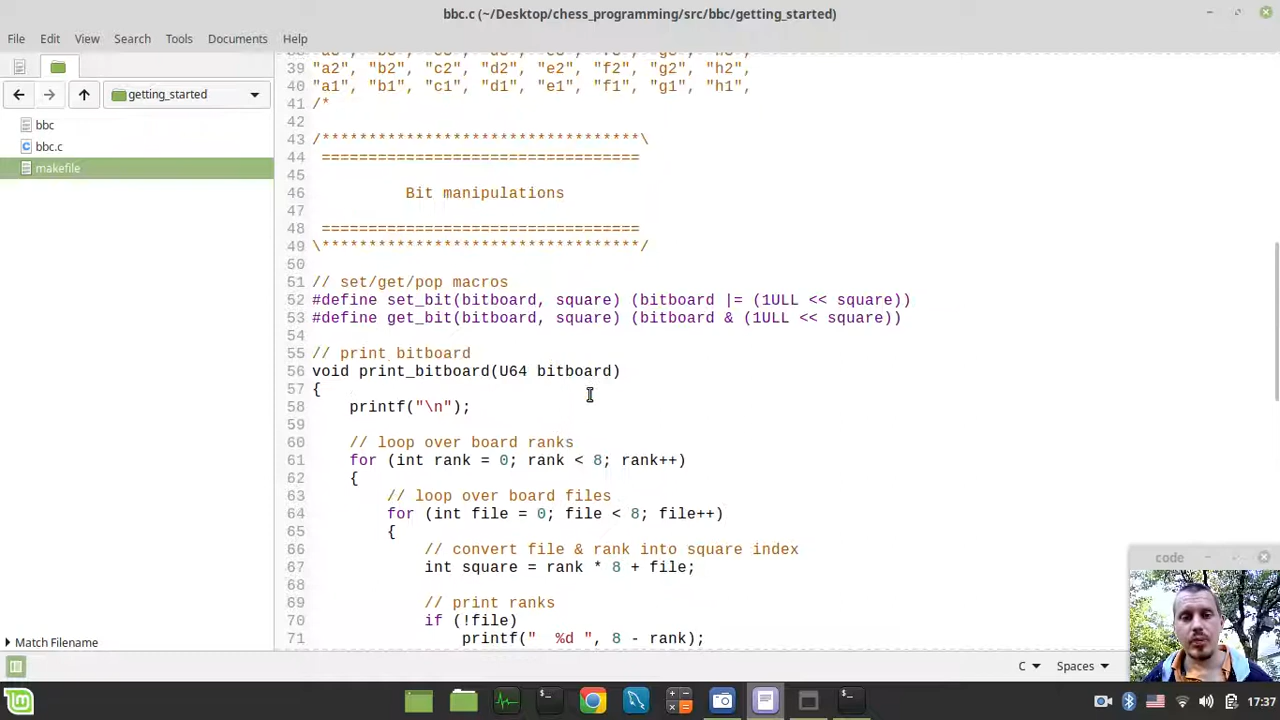 bbc.c (~/Desktop/chess_programming/src/bbc/getting_started)
File Edit View Search Tools Documents Help
getting_started
bbc
bbc.c
makefile
Match Filename
39 "a2", "b2", "c2", "d2", "e2", "f2", "g2", "h2",
40 "a1", "b1", "c1", "d1", "e1", "f1", "g1", "h1",
41 /*
42
43 /**********************************\
44 ==================================
45
46 Bit manipulations
47
48 ==================================
49 \**********************************/
50
51 // set/get/pop macros
52 #define set_bit(bitboard, square) (bitboard |= (1ULL << square))
53 #define get_bit(bitboard, square) (bitboard & (1ULL << square))
54
55 // print bitboard
56 void print_bitboard(U64 bitboard)
57 {
58 printf("\n");
59
60 // loop over board ranks
61 for (int rank = 0; rank < 8; rank++)
62 {
63 // loop over board files
64 for (int file = 0; file < 8; file++)
65 {
66 // convert file & rank into square index
67 int square = rank * 8 + file;
68
69 // print ranks
70 if (!file)
71 printf("  %d ", 8 - rank);
code
C Spaces
17:37